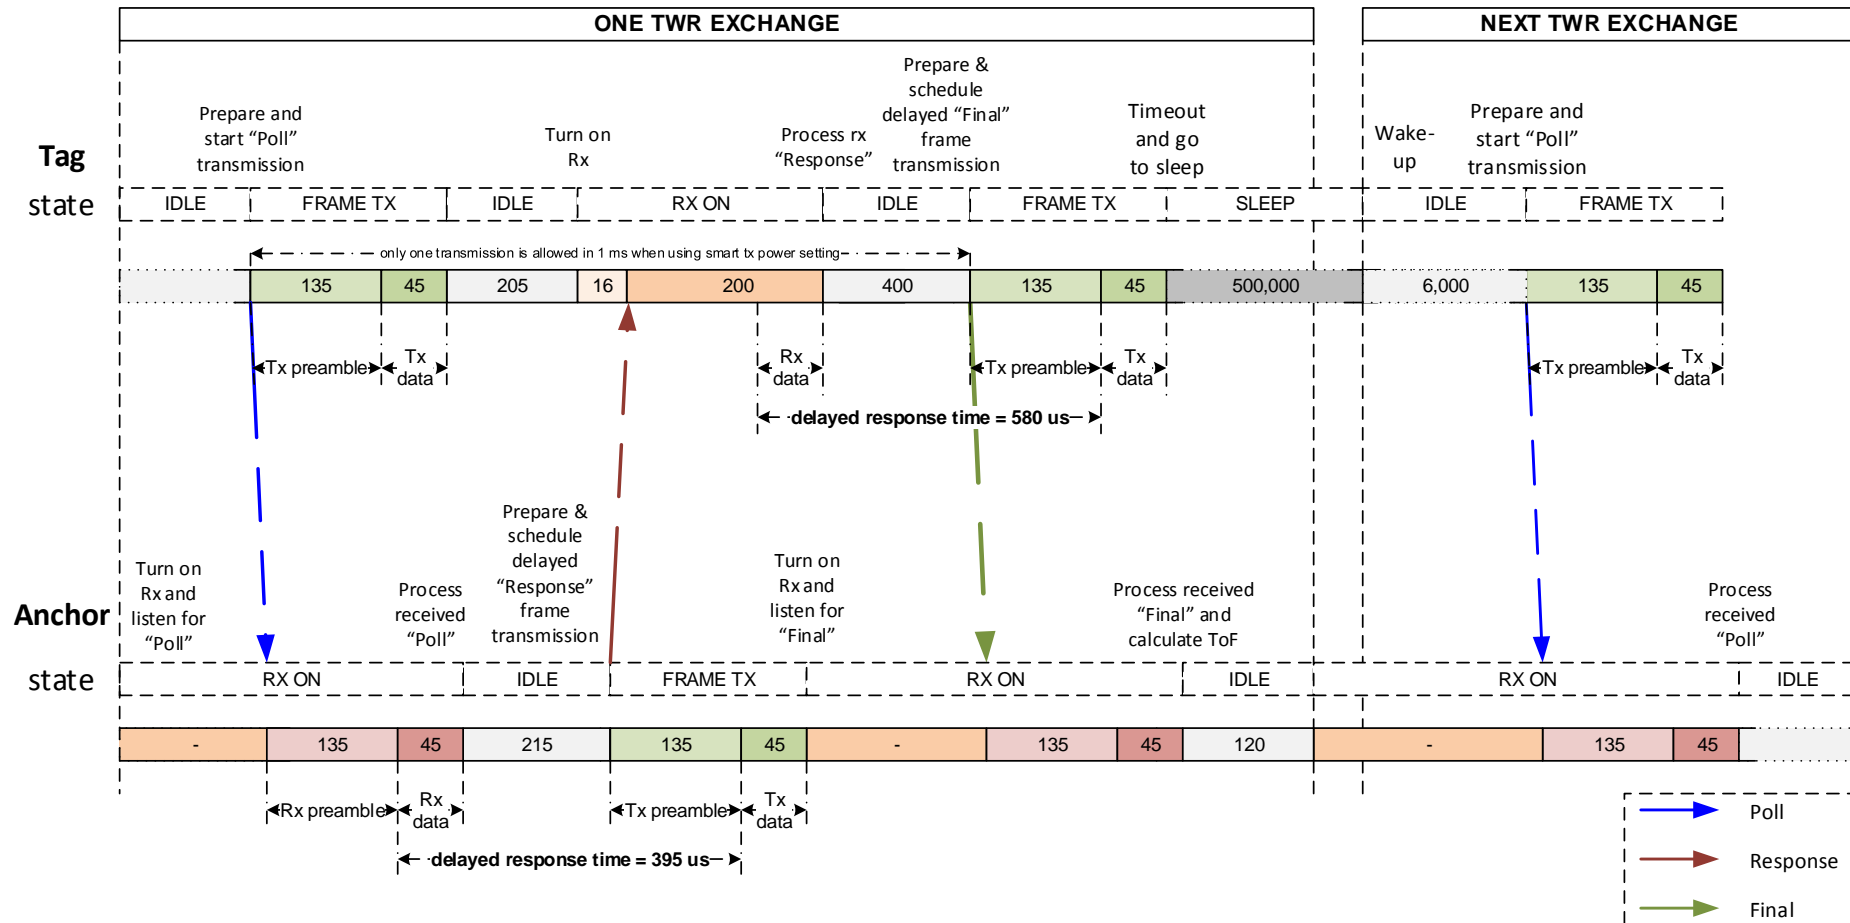 ONE TWR EXCHANGE
NEXT TWR EXCHANGE
Prepare and
start “Poll”
transmission
Turn on
Rx
Process rx
“Response”
Prepare &
schedule
delayed “Final”
frame
transmission
Timeout
and go
to sleep
Wake-
up
Prepare and
start “Poll”
transmission
Tag
state
IDLE
FRAME TX
IDLE
RX ON
IDLE
FRAME TX
SLEEP
IDLE
FRAME TX
only one transmission is allowed in 1 ms when using smart tx power setting
135
45
205
16
200
400
135
45
500,000
6,000
135
45
Tx preamble
Tx
data
Rx
data
Tx preamble
Tx
data
Tx preamble
Tx
data
delayed response time = 580 us
Turn on
Rx and
listen for
“Poll”
Process
received
“Poll”
Prepare &
schedule
delayed
“Response”
frame
transmission
Turn on
Rx and
listen for
“Final”
Process received
“Final” and
calculate ToF
Process
received
“Poll”
Anchor
state
RX ON
IDLE
FRAME TX
RX ON
IDLE
RX ON
IDLE
-
135
45
215
135
45
-
135
45
120
-
135
45
Rx preamble
Rx
data
Tx preamble
Tx
data
delayed response time = 395 us
Poll
Response
Final